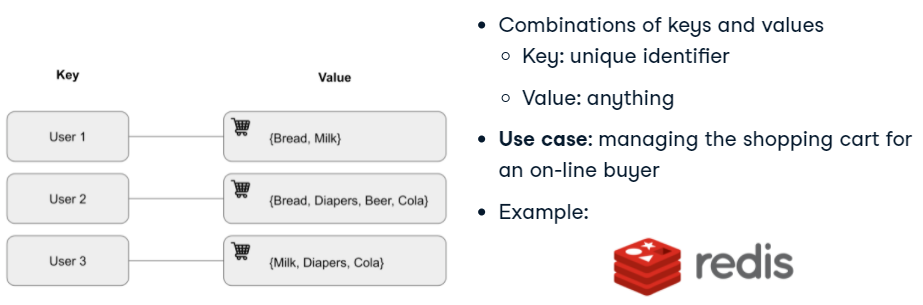 Key
Value
User 1
{Bread, Milk}
User 2
{Bread, Diapers, Beer, Cola}
User 3
{Milk, Diapers, Cola}
Combinations of keys and values
Key: unique identifier
Value: anything
Use case: managing the shopping cart for
an on-line buyer
Example:
redis